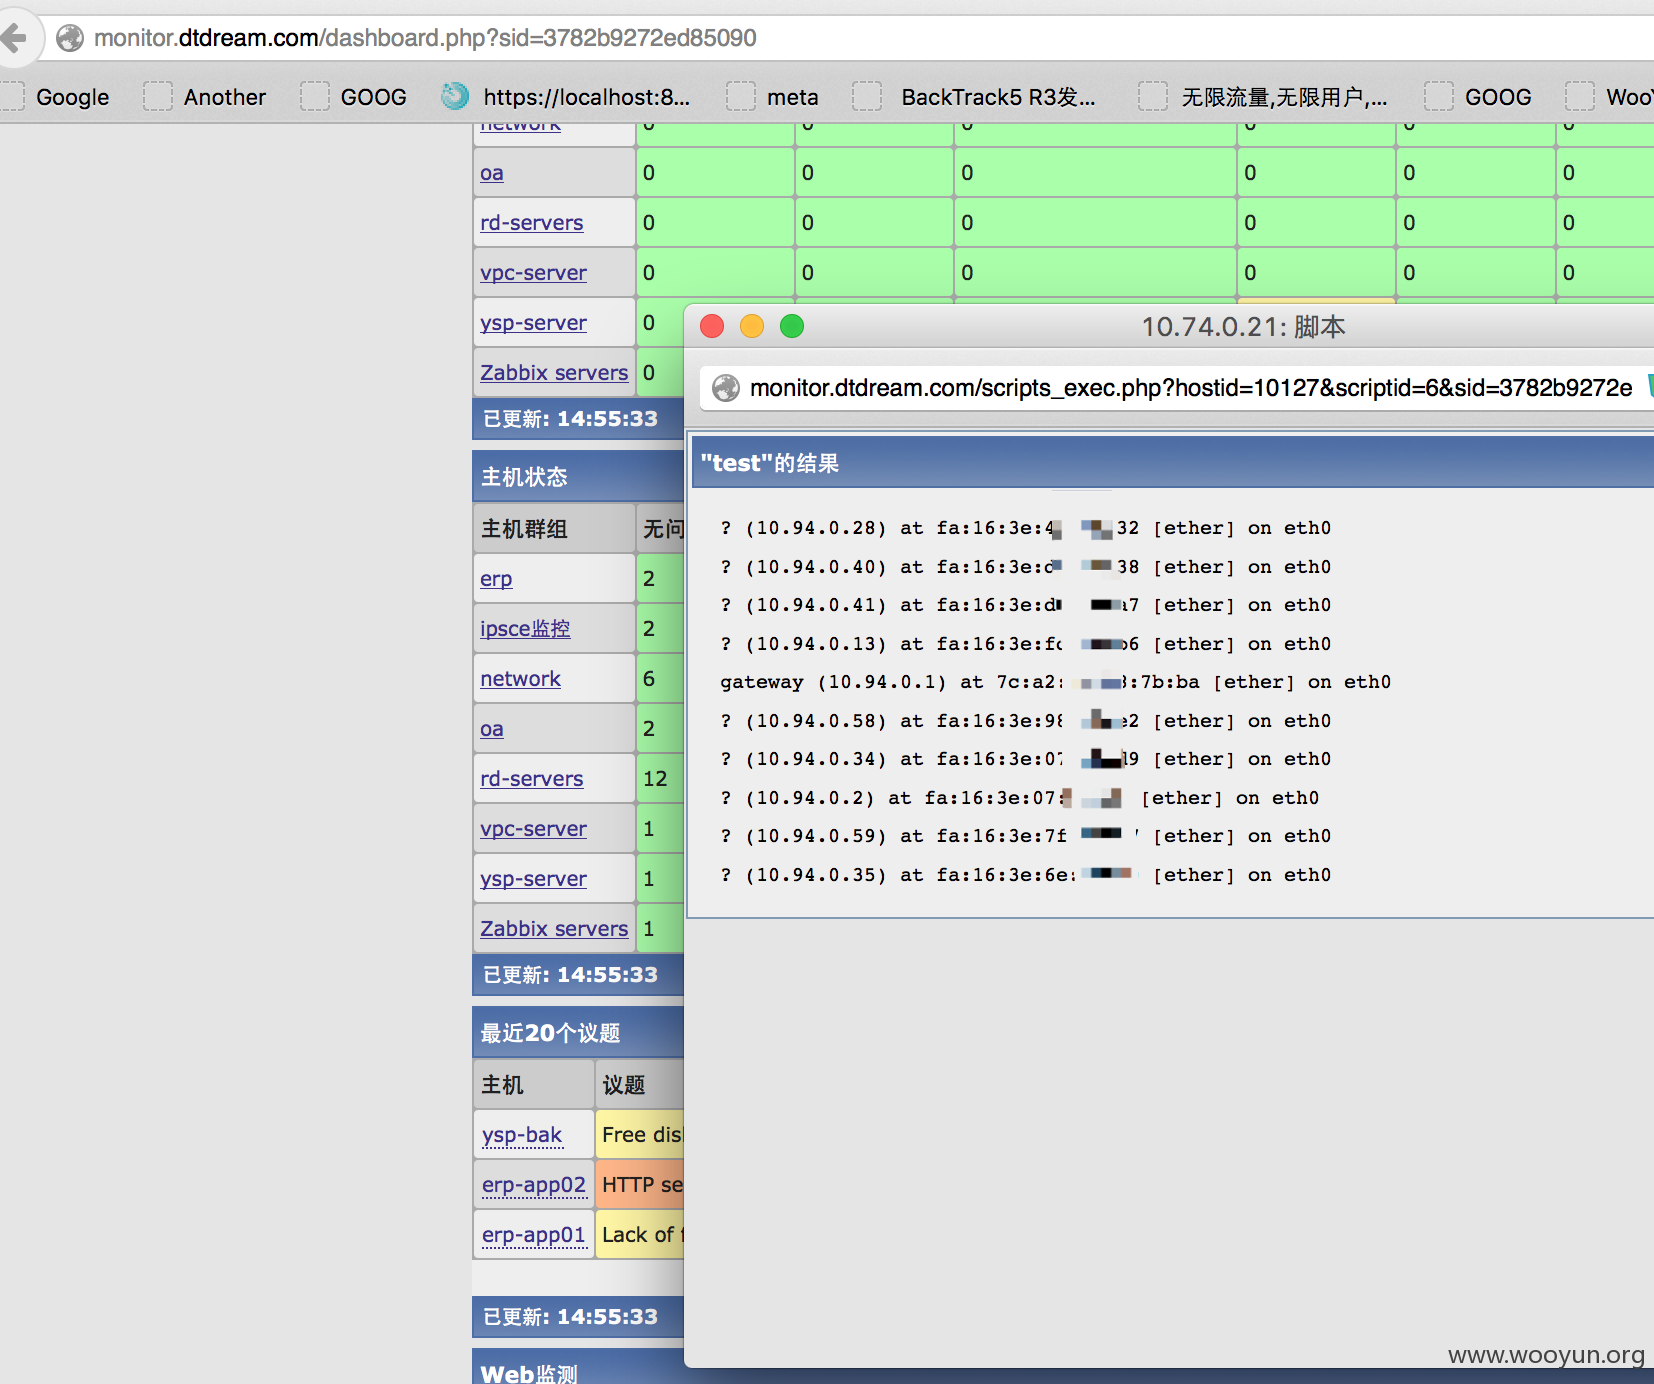 monitor.dtdream.com/dashboard.php?sid=3782b9272ed85090
Google Another GOOG https://localhost:8... meta BackTrack5 R3发... 无限流量,无限用户,... GOOG Woo
network 0 0 0 0 0 0
oa 0 0 0 0 0 0
rd-servers 0 0 0 0 0 0
vpc-server 0 0 0 0 0 0
ysp-server 0
Zabbix servers 0
已更新: 14:55:33
主机状态
主机群组 无问
erp 2
ipsce监控 2
network 6
oa 2
rd-servers 12
vpc-server 1
ysp-server 1
Zabbix servers 1
已更新: 14:55:33
最近20个议题
主机 议题
ysp-bak Free dis
erp-app02 HTTP se
erp-app01 Lack of
已更新: 14:55:33
Web监测
10.74.0.21: 脚本
monitor.dtdream.com/scripts_exec.php?hostid=10127&scriptid=6&sid=3782b9272e
"test"的结果
? (10.94.0.28) at fa:16:3e:4 32 [ether] on eth0
? (10.94.0.40) at fa:16:3e: 38 [ether] on eth0
? (10.94.0.41) at fa:16:3e:d a7 [ether] on eth0
? (10.94.0.13) at fa:16:3e:f b6 [ether] on eth0
gateway (10.94.0.1) at 7c:a2: :7b:ba [ether] on eth0
? (10.94.0.58) at fa:16:3e:98 e2 [ether] on eth0
? (10.94.0.34) at fa:16:3e:07 9 [ether] on eth0
? (10.94.0.2) at fa:16:3e:07: [ether] on eth0
? (10.94.0.59) at fa:16:3e:7f [ether] on eth0
? (10.94.0.35) at fa:16:3e:6e: [ether] on eth0
www.wooyun.org